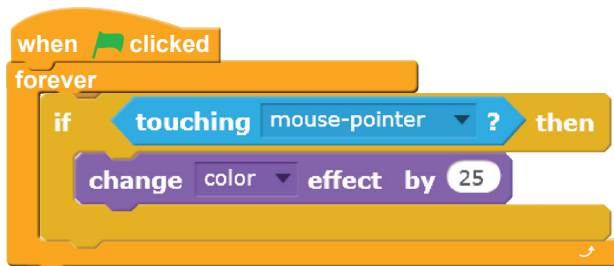 when clicked
forever
if touching mouse-pointer ? then
change color effect by 25